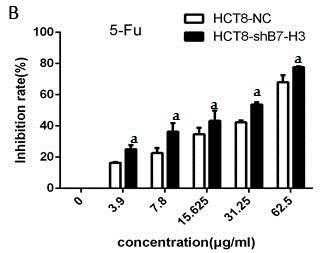 B
5-Fu
HCT8-NC
HCT8-shB7-H3
Inhibition rate(%)
100
80
60
40
20
0
a
a
a
a
a
0
3.9
7.8
15.625
31.25
62.5
concentration(μg/ml)